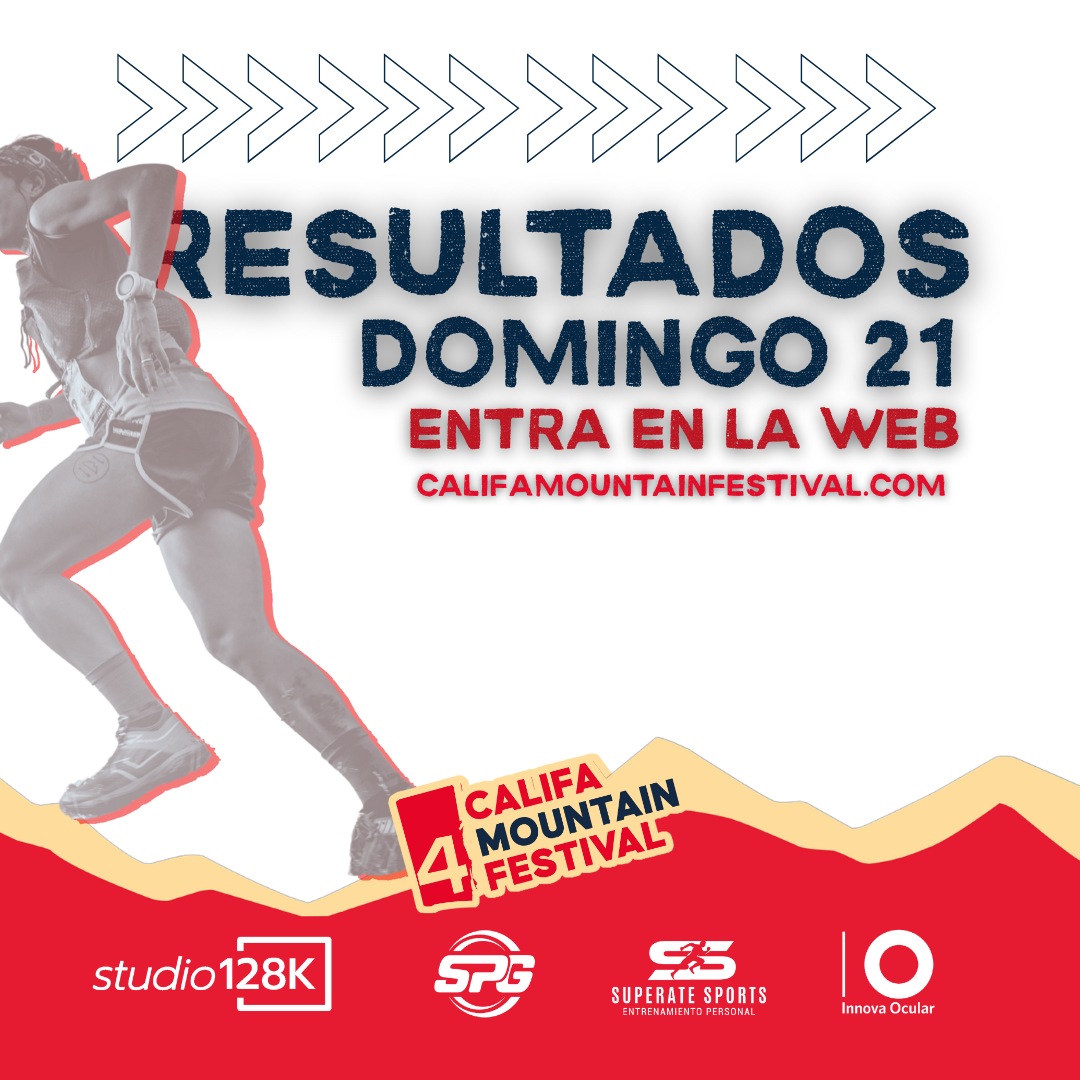 RESULTADOS
DOMINGO 21
ENTRA EN LA WEB
CALIFAMOUNTAINFESTIVAL.COM
4
CALIFA
MOUNTAIN
FESTIVAL
studio128K
SPG
SS
SUPERATE SPORTS
ENTRENAMIENTO PERSONAL
Innova Ocular